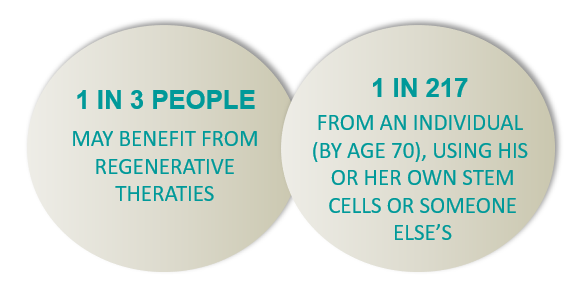 1 IN 3 PEOPLE
MAY BENEFIT FROM
REGENERATIVE
THERATIES
1 IN 217
FROM AN INDIVIDUAL
(BY AGE 70), USING HIS
OR HER OWN STEM
CELLS OR SOMEONE
ELSE’S